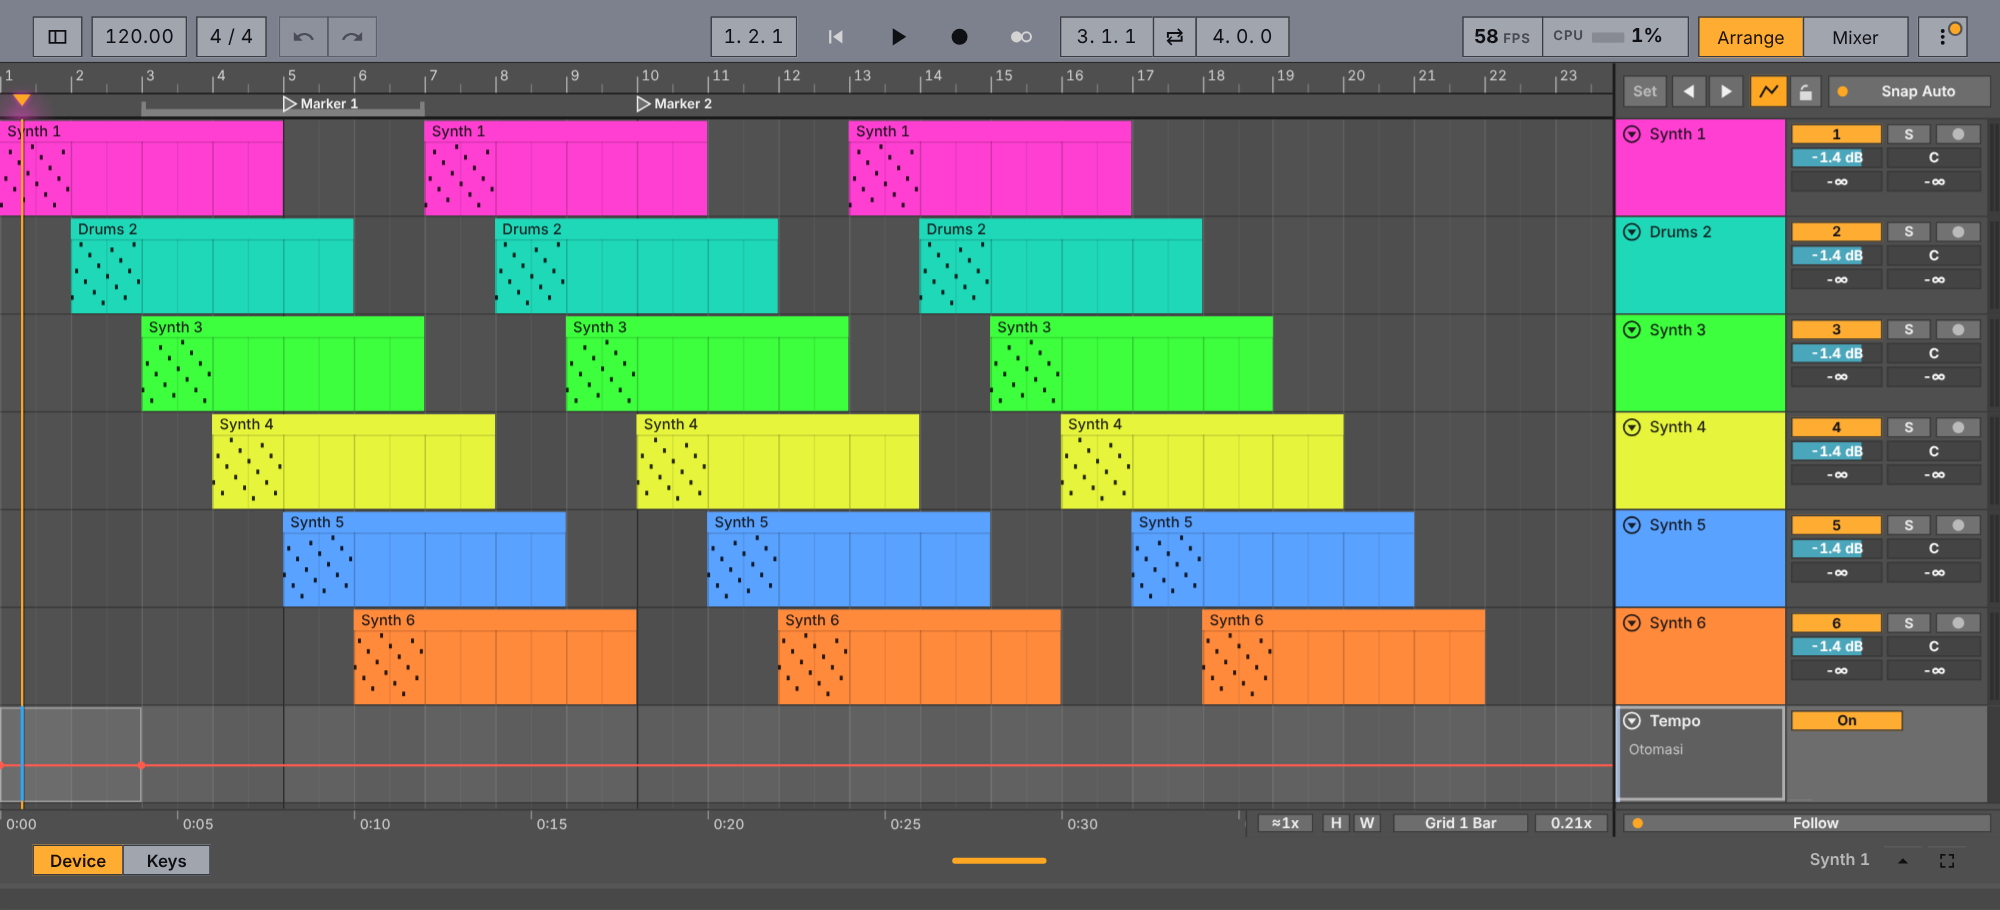 120.00 4 / 4 1. 2. 1 3. 1. 1 4. 0. 0 58 FPS CPU 1% Arrange Mixer
1 2 3 4 5 6 7 8 9 10 11 12 13 14 15 16 17 18 19 20 21 22 23
Set Snap Auto
Marker 1 Marker 2
Synth 1 Synth 1 Synth 1 Synth 1 1 S
-1.4 dB C
-∞ -∞
Drums 2 Drums 2 Drums 2 Drums 2 2 S
-1.4 dB C
-∞ -∞
Synth 3 Synth 3 Synth 3 Synth 3 3 S
-1.4 dB C
-∞ -∞
Synth 4 Synth 4 Synth 4 Synth 4 4 S
-1.4 dB C
-∞ -∞
Synth 5 Synth 5 Synth 5 Synth 5 5 S
-1.4 dB C
-∞ -∞
Synth 6 Synth 6 Synth 6 Synth 6 6 S
-1.4 dB C
-∞ -∞
Tempo On
Otomasi
0:00 0:05 0:10 0:15 0:20 0:25 0:30 ≈1x H W Grid 1 Bar 0.21x Follow
Device Keys Synth 1